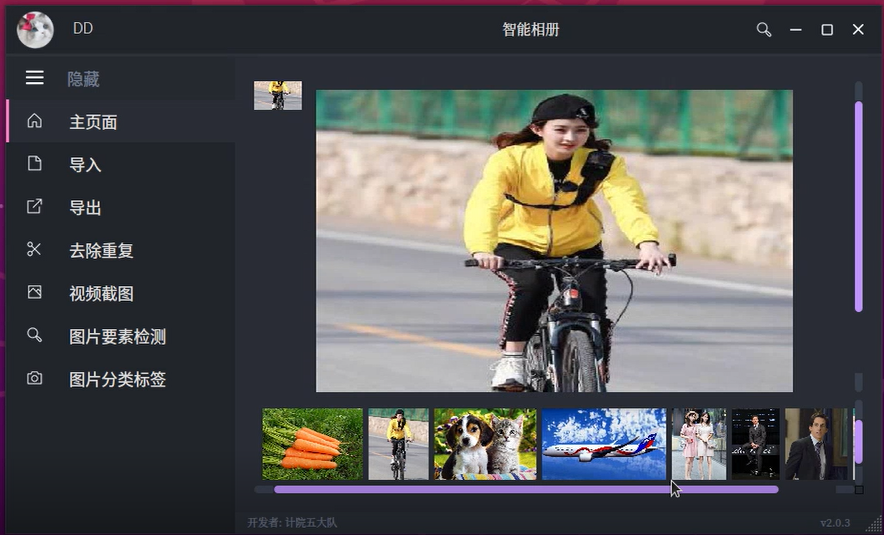 DD
智能相册
隐藏
主页面
导入
导出
去除重复
视频截图
图片要素检测
图片分类标签
开发者: 计院五大队
v2.0.3